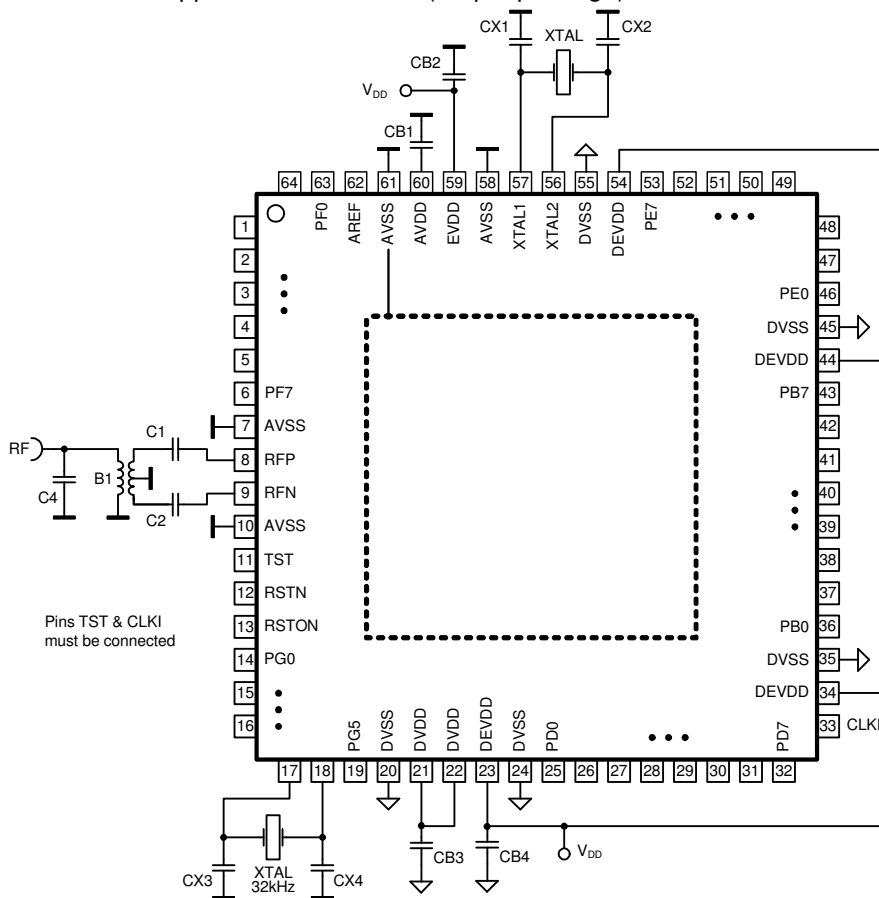 CX1
XTAL
CX2
CB2
V_DD
CB1
64 63 62 61 60 59 58 57 56 55 54 53 52 51 50 49
PF0
AREF
AVSS
AVDD
EVDD
AVSS
XTAL1
XTAL2
DVSS
DEVDD
PE7
1
2
3
4
5
6 PF7
7 AVSS
8 RFP
9 RFN
10 AVSS
11 TST
12 RSTN
13 RSTON
14 PG0
15
16
RF
C4
B1
C1
C2
Pins TST & CLKI
must be connected
48
47
PE0 46
DVSS 45
DEVDD 44
PB7 43
42
41
40
39
38
37
PB0 36
DVSS 35
DEVDD 34
33 CLKI
PG5
DVSS
DVDD
DVDD
DEVDD
DVSS
PD0
PD7
17 18 19 20 21 22 23 24 25 26 27 28 29 30 31 32
CX3
XTAL
32kHz
CX4
CB3
CB4
V_DD